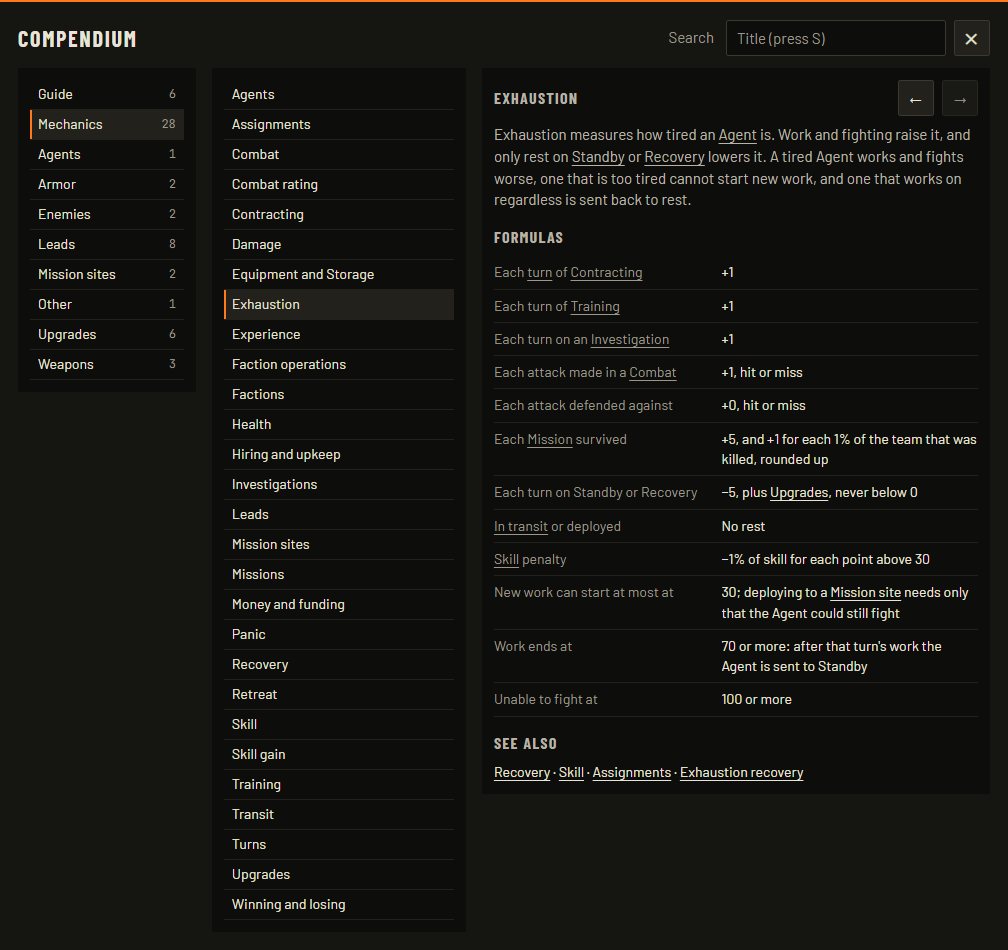 COMPENDIUM
Search
Title (press S)
×
Guide 6
Mechanics 28
Agents 1
Armor 2
Enemies 2
Leads 8
Mission sites 2
Other 1
Upgrades 6
Weapons 3
Agents
Assignments
Combat
Combat rating
Contracting
Damage
Equipment and Storage
Exhaustion
Experience
Faction operations
Factions
Health
Hiring and upkeep
Investigations
Leads
Mission sites
Missions
Money and funding
Panic
Recovery
Retreat
Skill
Skill gain
Training
Transit
Turns
Upgrades
Winning and losing
EXHAUSTION
← →
Exhaustion measures how tired an Agent is. Work and fighting raise it, and
only rest on Standby or Recovery lowers it. A tired Agent works and fights
worse, one that is too tired cannot start new work, and one that works on
regardless is sent back to rest.
FORMULAS
Each turn of Contracting +1
Each turn of Training +1
Each turn on an Investigation +1
Each attack made in a Combat +1, hit or miss
Each attack defended against +0, hit or miss
Each Mission survived +5, and +1 for each 1% of the team that was
killed, rounded up
Each turn on Standby or Recovery −5, plus Upgrades, never below 0
In transit or deployed No rest
Skill penalty −1% of skill for each point above 30
New work can start at most at 30; deploying to a Mission site needs only
that the Agent could still fight
Work ends at 70 or more: after that turn's work the
Agent is sent to Standby
Unable to fight at 100 or more
SEE ALSO
Recovery · Skill · Assignments · Exhaustion recovery